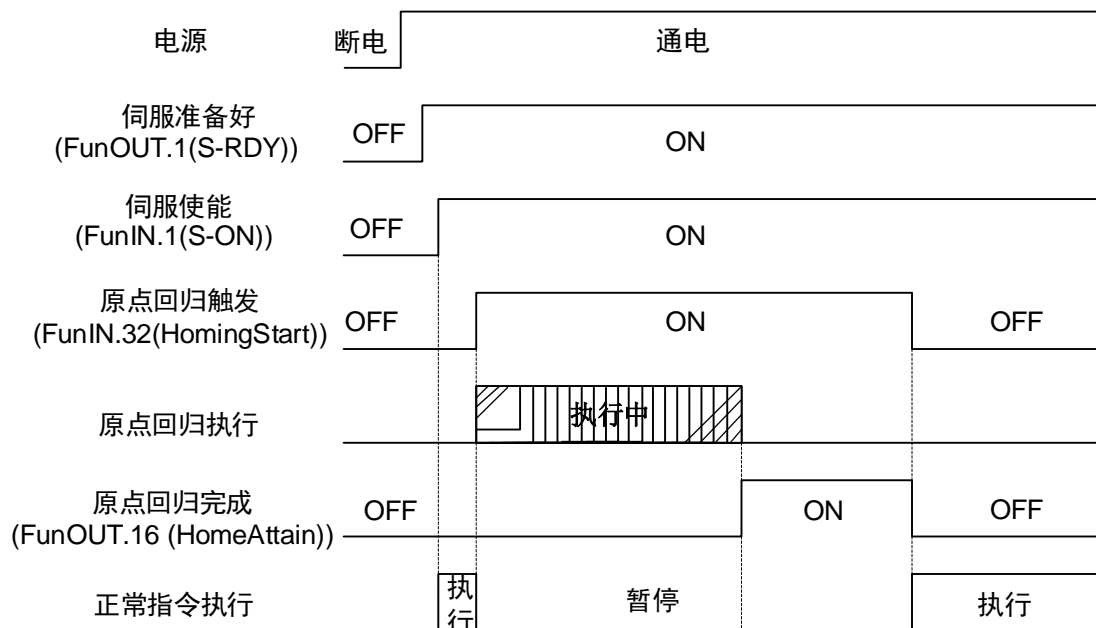 电源 断电 通电
伺服准备好
(FunOUT.1(S-RDY)) OFF ON
伺服使能
(FunIN.1(S-ON)) OFF ON
原点回归触发
(FunIN.32(HomingStart)) OFF ON OFF
原点回归执行 执行中
原点回归完成
(FunOUT.16 (HomeAttain)) OFF ON OFF
正常指令执行 执行 暂停 执行